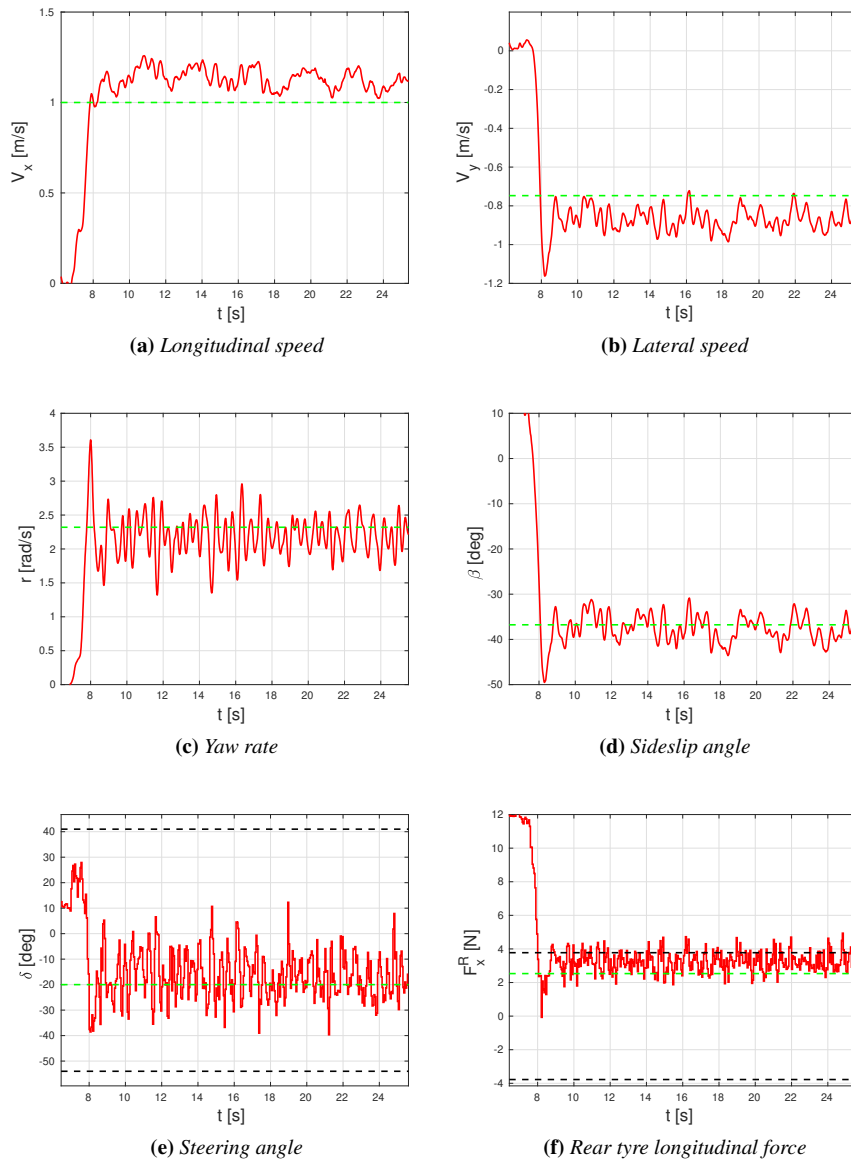 1.5
1
0.5
0
V_x [m/s]
8 10 12 14 16 18 20 22 24
t [s]
(a) Longitudinal speed
0
-0.2
-0.4
-0.6
-0.8
-1
-1.2
V_y [m/s]
8 10 12 14 16 18 20 22 24
t [s]
(b) Lateral speed
4
3.5
3
2.5
2
1.5
1
0.5
0
r [rad/s]
8 10 12 14 16 18 20 22 24
t [s]
(c) Yaw rate
10
0
-10
-20
-30
-40
-50
β [deg]
8 10 12 14 16 18 20 22 24
t [s]
(d) Sideslip angle
40
30
20
10
0
-10
-20
-30
-40
-50
δ [deg]
8 10 12 14 16 18 20 22 24
t [s]
(e) Steering angle
12
10
8
6
4
2
0
-2
-4
F_x^R [N]
8 10 12 14 16 18 20 22 24
t [s]
(f) Rear tyre longitudinal force